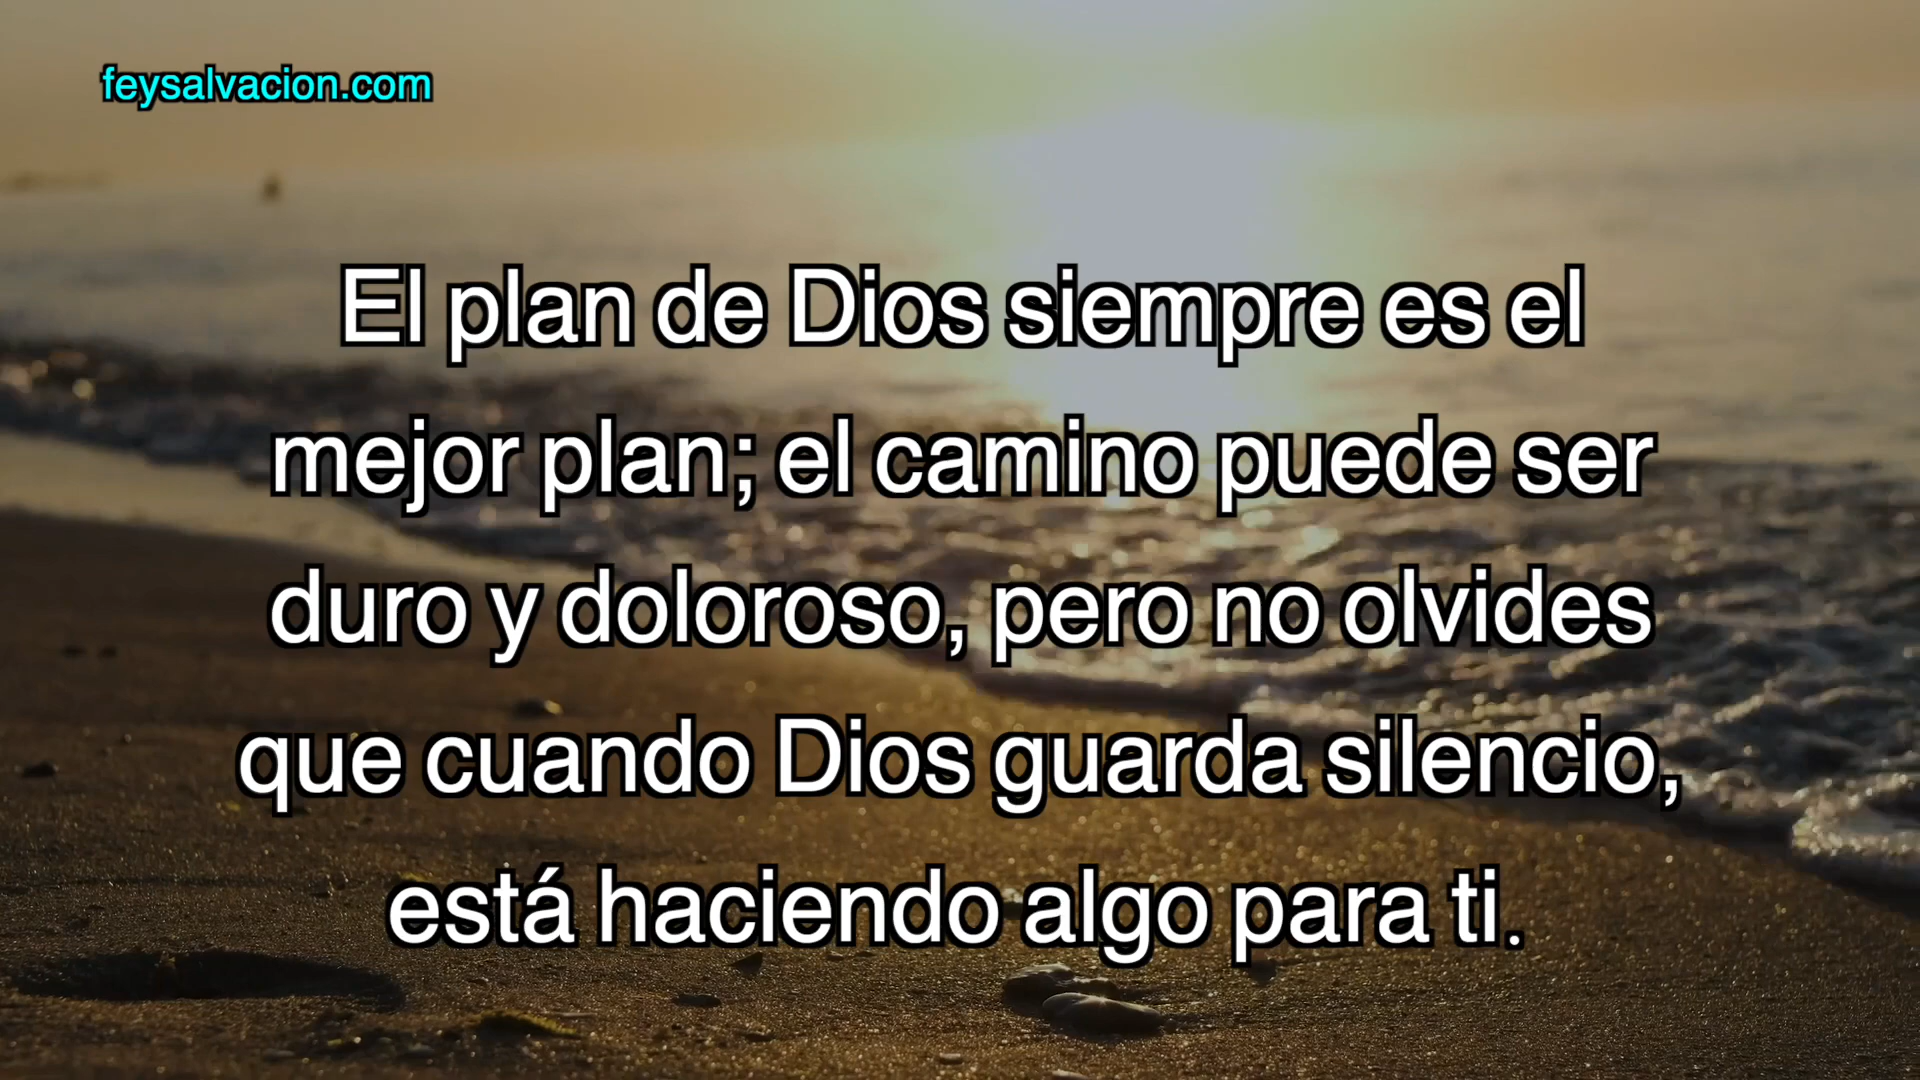 feysalvacion.com
El plan de Dios siempre es el
mejor plan; el camino puede ser
duro y doloroso, pero no olvides
que cuando Dios guarda silencio,
está haciendo algo para ti.